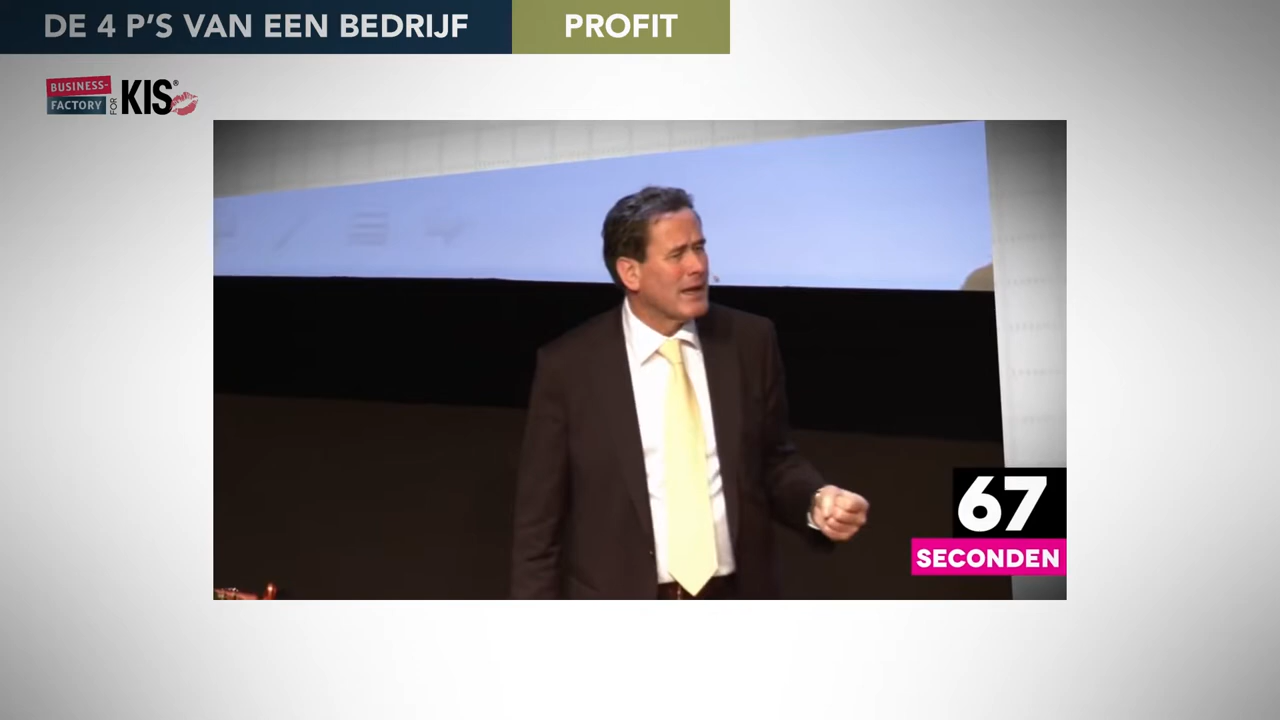 DE 4 P'S VAN EEN BEDRIJF PROFIT
BUSINESS-
FACTORY
FOR
KIS®
67
SECONDEN